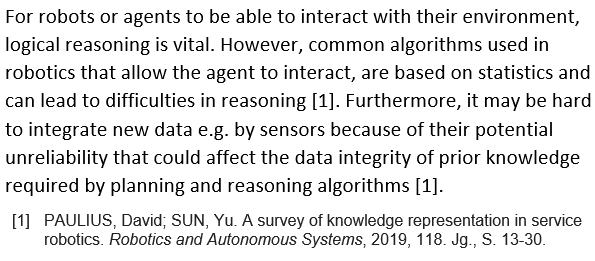 For robots or agents to be able to interact with their environment,
logical reasoning is vital. However, common algorithms used in
robotics that allow the agent to interact, are based on statistics and
can lead to difficulties in reasoning [1]. Furthermore, it may be hard
to integrate new data e.g. by sensors because of their potential
unreliability that could affect the data integrity of prior knowledge
required by planning and reasoning algorithms [1].
[1] PAULIUS, David; SUN, Yu. A survey of knowledge representation in service
robotics. Robotics and Autonomous Systems, 2019, 118. Jg., S. 13-30.